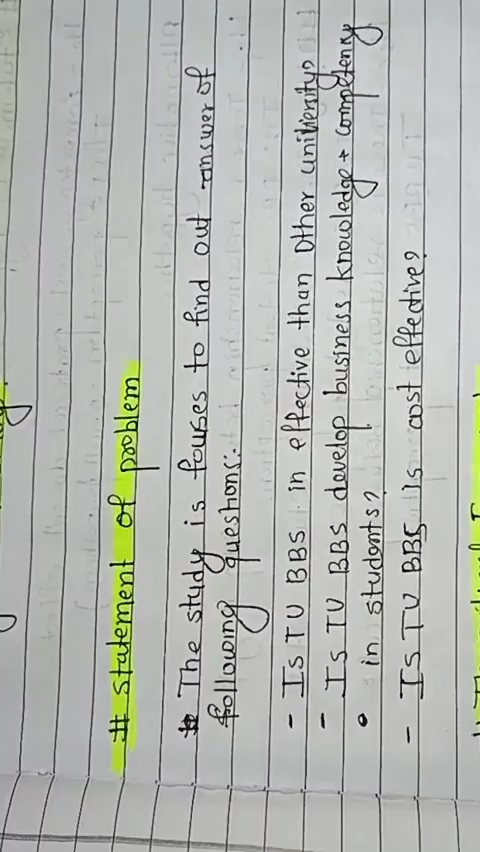 # Statement of problem
The study is fouses to find out answer of
following questions:
- Is TU BBS in effective than other university?
- Is TU BBS develop business knowledge + competency
in students?
- Is TU BBS is cost effective?